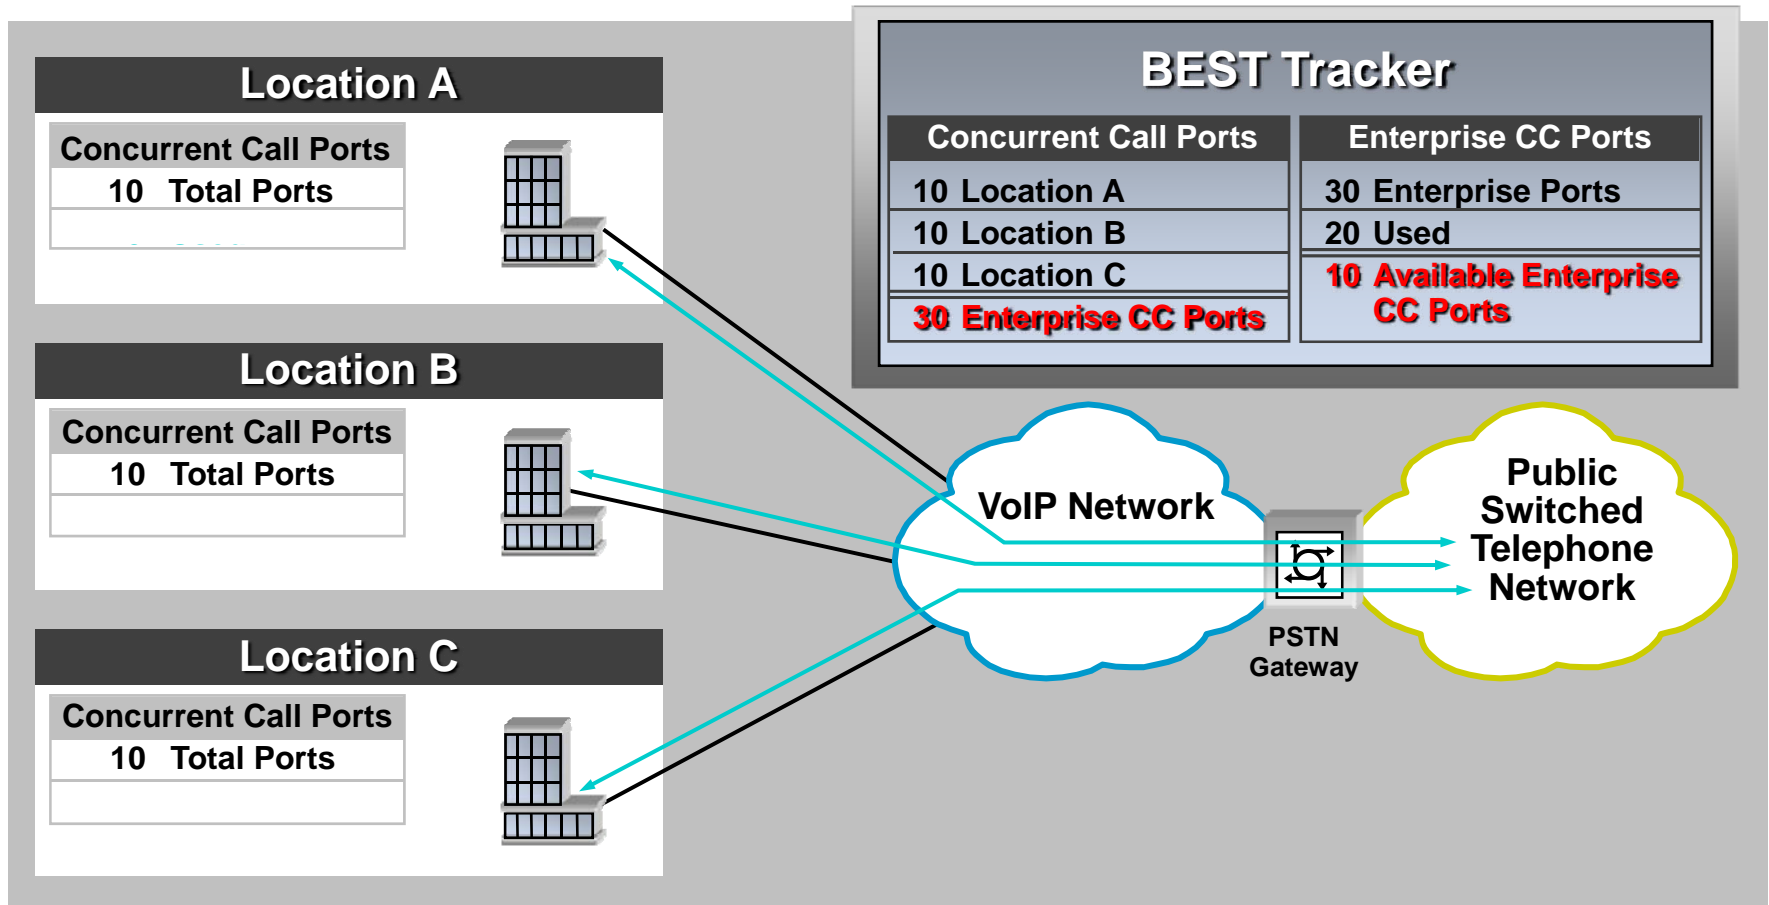 Location A
Concurrent Call Ports
10 Total Ports
Location B
Concurrent Call Ports
10 Total Ports
Location C
Concurrent Call Ports
10 Total Ports
BEST Tracker
Concurrent Call Ports
10 Location A
10 Location B
10 Location C
30 Enterprise CC Ports
Enterprise CC Ports
30 Enterprise Ports
20 Used
10 Available Enterprise
CC Ports
VoIP Network
PSTN
Gateway
Public
Switched
Telephone
Network